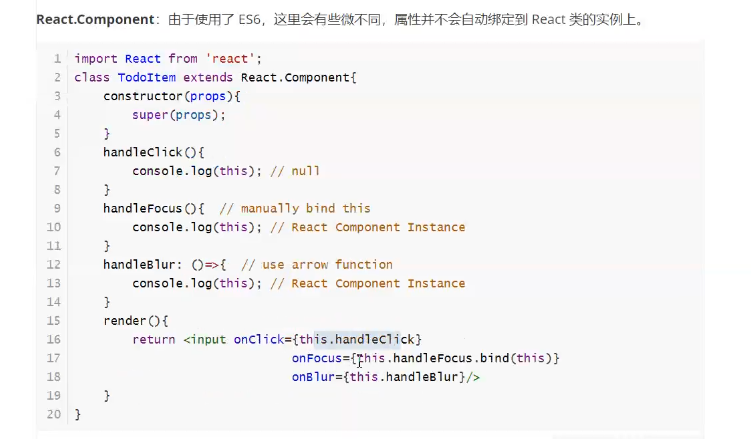 React.Component：由于使用了 ES6，这里会有些微不同，属性并不会自动绑定到 React 类的实例上。
1 import React from 'react';
2 class TodoItem extends React.Component{
3     constructor(props){
4         super(props);
5     }
6     handleClick(){
7         console.log(this); // null
8     }
9     handleFocus(){  // manually bind this
10         console.log(this); // React Component Instance
11     }
12     handleBlur: ()=>{  // use arrow function
13         console.log(this); // React Component Instance
14     }
15     render(){
16         return <input onClick={this.handleClick}
17                               onFocus={this.handleFocus.bind(this)}
18                               onBlur={this.handleBlur}/>
19     }
20 }